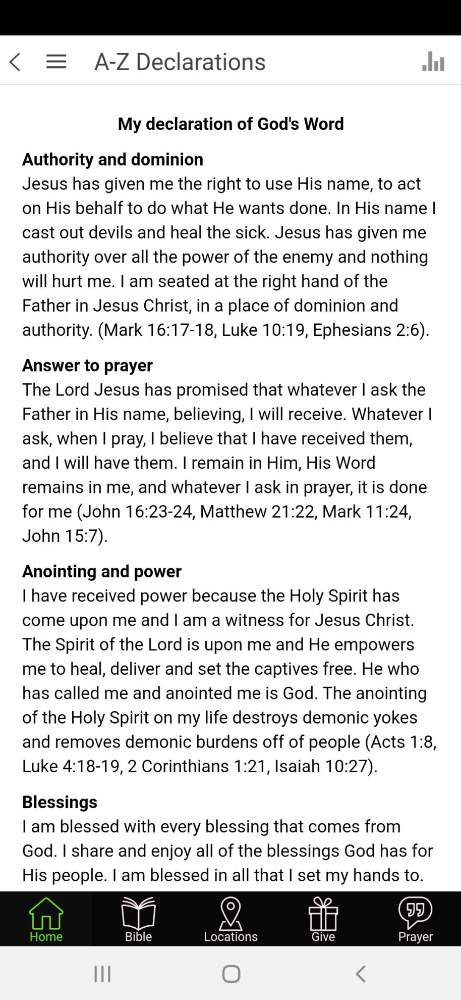 A-Z Declarations
My declaration of God's Word
Authority and dominion
Jesus has given me the right to use His name, to act
on His behalf to do what He wants done. In His name I
cast out devils and heal the sick. Jesus has given me
authority over all the power of the enemy and nothing
will hurt me. I am seated at the right hand of the
Father in Jesus Christ, in a place of dominion and
authority. (Mark 16:17-18, Luke 10:19, Ephesians 2:6).
Answer to prayer
The Lord Jesus has promised that whatever I ask the
Father in His name, believing, I will receive. Whatever I
ask, when I pray, I believe that I have received them,
and I will have them. I remain in Him, His Word
remains in me, and whatever I ask in prayer, it is done
for me (John 16:23-24, Matthew 21:22, Mark 11:24,
John 15:7).
Anointing and power
I have received power because the Holy Spirit has
come upon me and I am a witness for Jesus Christ.
The Spirit of the Lord is upon me and He empowers
me to heal, deliver and set the captives free. He who
has called me and anointed me is God. The anointing
of the Holy Spirit on my life destroys demonic yokes
and removes demonic burdens off of people (Acts 1:8,
Luke 4:18-19, 2 Corinthians 1:21, Isaiah 10:27).
Blessings
I am blessed with every blessing that comes from
God. I share and enjoy all of the blessings God has for
His people. I am blessed in all that I set my hands to.
Home Bible Locations Give Prayer